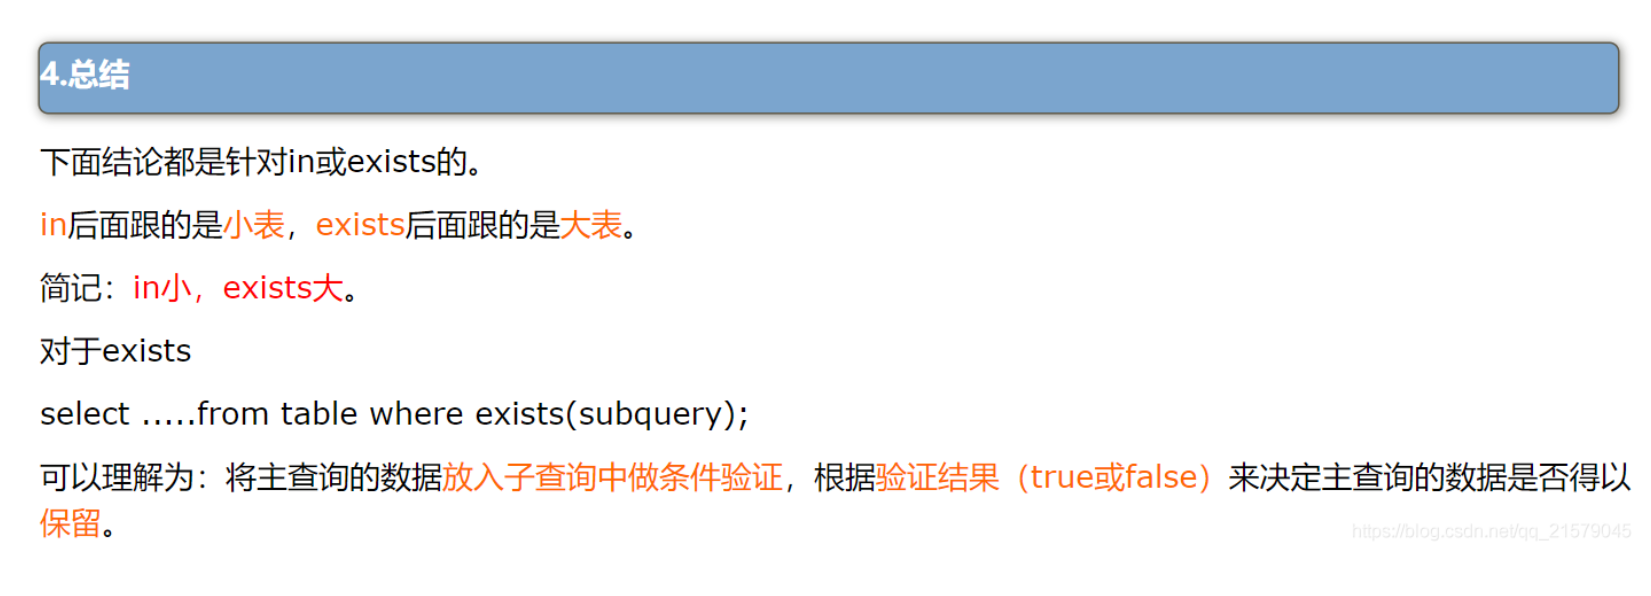 4.总结
下面结论都是针对in或exists的。
in后面跟的是小表，exists后面跟的是大表。
简记：in小，exists大。
对于exists
select .....from table where exists(subquery);
可以理解为：将主查询的数据放入子查询中做条件验证，根据验证结果（true或false）来决定主查询的数据是否得以
保留。
https://blog.csdn.net/qq_21579045